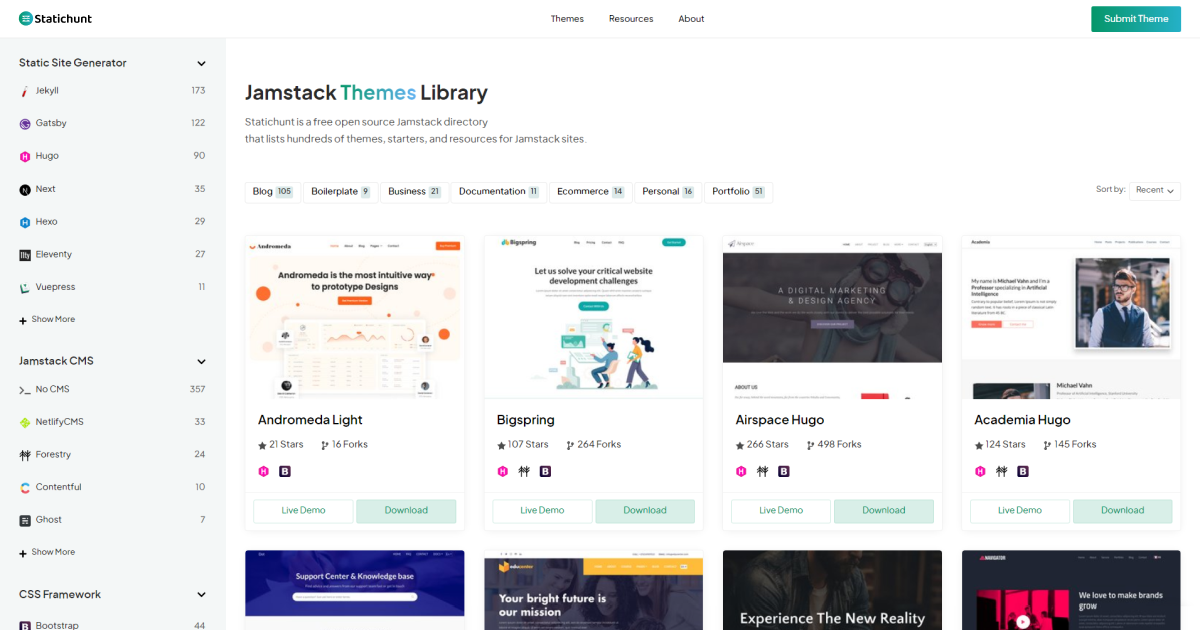 Statichunt
Themes Resources About
Submit Theme
Static Site Generator
Jekyll 173
Gatsby 122
Hugo 90
Next 35
Hexo 29
Eleventy 27
Vuepress 11
Show More
Jamstack CMS
No CMS 357
NetlifyCMS 33
Forestry 24
Contentful 10
Ghost 7
Show More
CSS Framework
Bootstrap 44
Jamstack Themes Library
Statichunt is a free open source Jamstack directory
that lists hundreds of themes, starters, and resources for Jamstack sites.
Blog 105 Boilerplate 9 Business 21 Documentation 11 Ecommerce 14 Personal 16 Portfolio 51
Sort by: Recent
Andromeda
Andromeda is the most intuitive way
to prototype Designs
Andromeda Light
21 Stars 16 Forks
Live Demo Download
Bigspring
Let us solve your critical website
development challenges
Bigspring
107 Stars 264 Forks
Live Demo Download
A DIGITAL MARKETING
& DESIGN AGENCY
ABOUT US
Airspace Hugo
266 Stars 498 Forks
Live Demo Download
Academia
My name is Michael Vahn and I'm a
Professor specializing in Artificial
Intelligence
Michael Vahn
Academia Hugo
124 Stars 145 Forks
Live Demo Download
Support Center & Knowledge base
educenter
Your bright future is
our mission
Experience The New Reality
NAVIGATOR
We love to make brands
grow